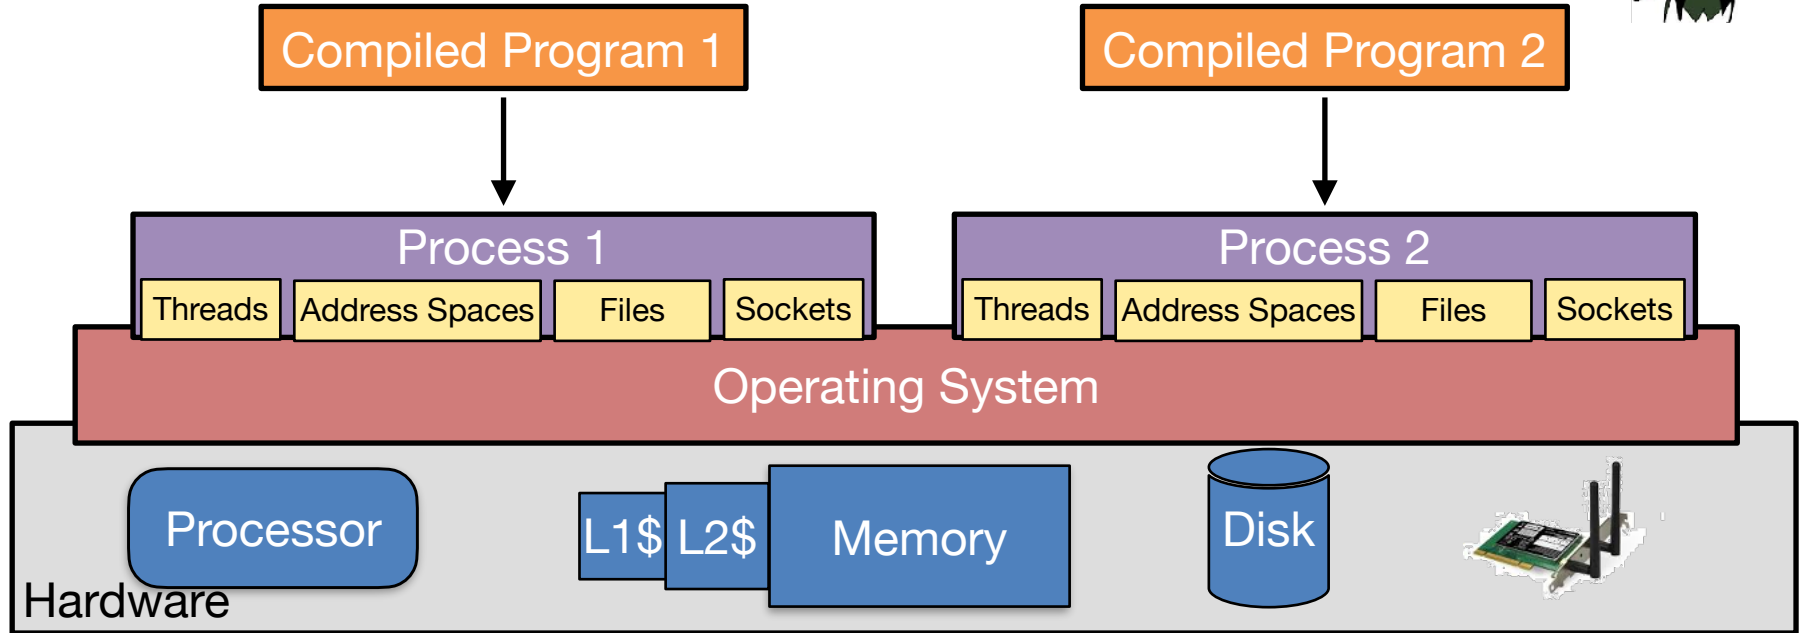 Compiled Program 1
Compiled Program 2
Process 1
Process 2
Threads
Address Spaces
Files
Sockets
Threads
Address Spaces
Files
Sockets
Operating System
Processor
L1$
L2$
Memory
Disk
Hardware